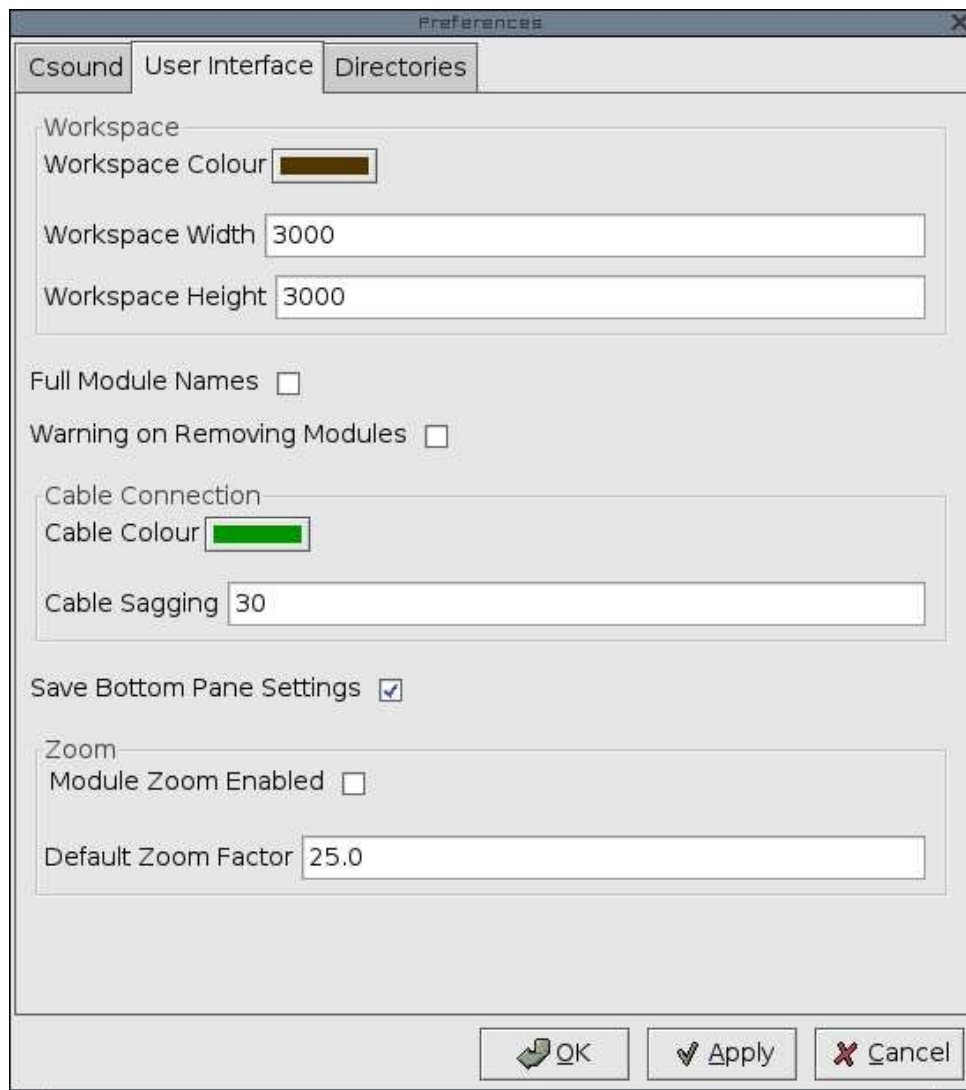 Preferences
Csound User Interface Directories
Workspace
Workspace Colour
Workspace Width 3000
Workspace Height 3000
Full Module Names
Warning on Removing Modules
Cable Connection
Cable Colour
Cable Sagging 30
Save Bottom Pane Settings
Zoom
Module Zoom Enabled
Default Zoom Factor 25.0
OK Apply Cancel